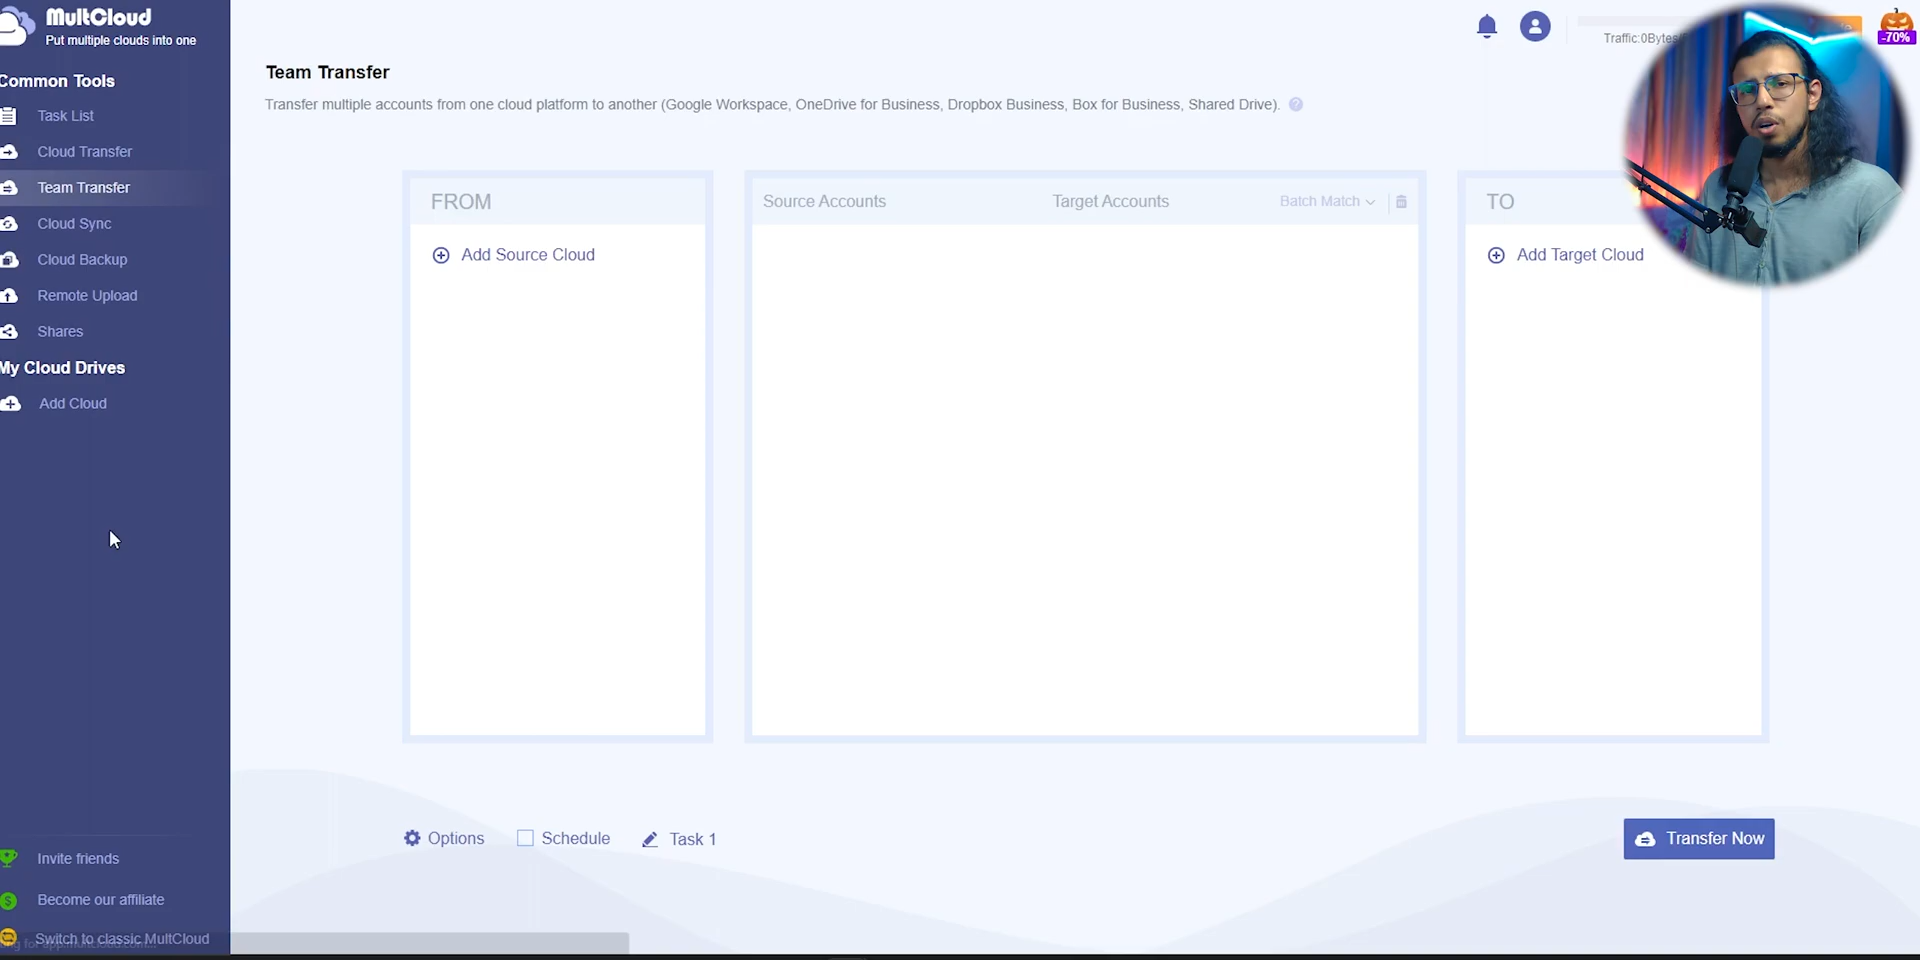 MultCloud
Put multiple clouds into one
Common Tools
Task List
Cloud Transfer
Team Transfer
Cloud Sync
Cloud Backup
Remote Upload
Shares
My Cloud Drives
Add Cloud
Invite friends
Become our affiliate
Switch to classic MultCloud
Traffic:0Bytes
-70%
Team Transfer
Transfer multiple accounts from one cloud platform to another (Google Workspace, OneDrive for Business, Dropbox Business, Box for Business, Shared Drive). ?
FROM
Add Source Cloud
Source Accounts Target Accounts Batch Match
TO
Add Target Cloud
Options Schedule Task 1
Transfer Now